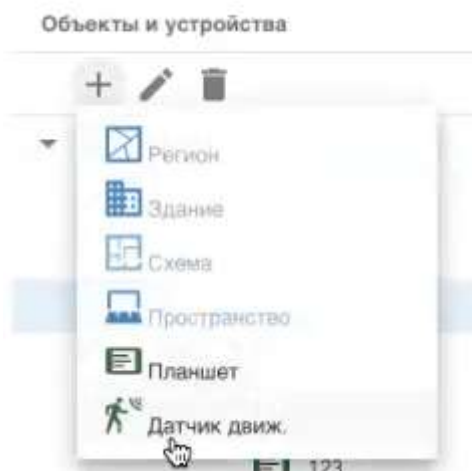 Объекты и устройства
Регион
Здание
Схема
Пространство
Планшет
Датчик движ.
123